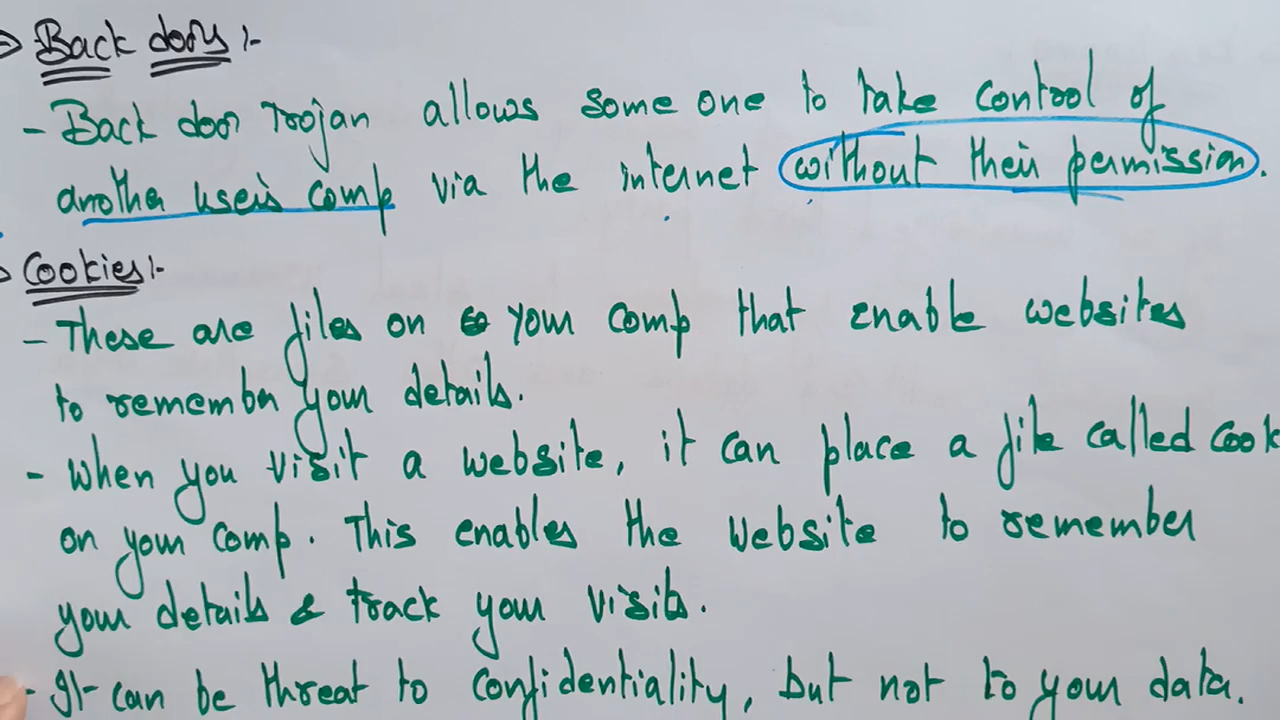 ⇒ Back doors :-
- Back door Trojan allows some one to take control of
another user's comp via the internet without their permission.
Cookies :-
- These are files on your comp that enable websites
to remember your details.
- When you visit a website, it can place a file called Cook
on your comp. This enables the website to remember
your details & track your visits.
- It can be threat to confidentiality, but not to your data.